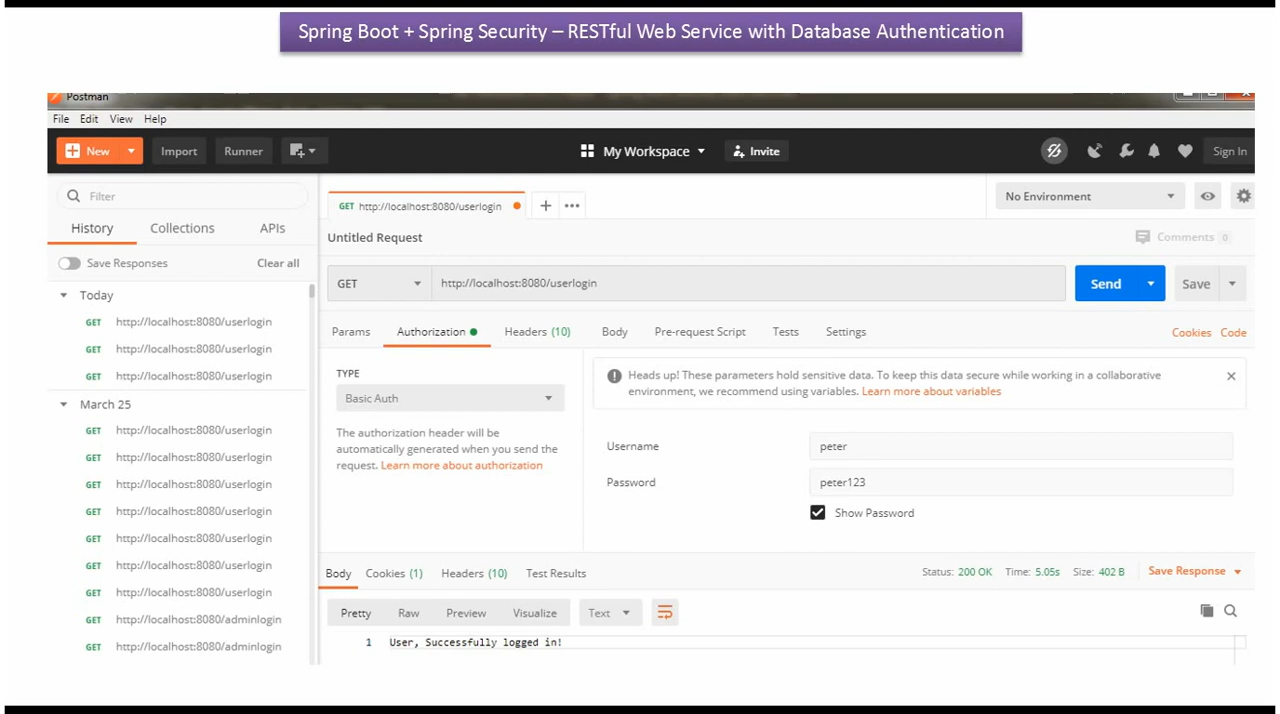 Spring Boot + Spring Security – RESTful Web Service with Database Authentication
Postman
File Edit View Help
New Import Runner My Workspace Invite Sign In
Filter
History Collections APIs
Save Responses Clear all
Today
GET http://localhost:8080/userlogin
GET http://localhost:8080/userlogin
GET http://localhost:8080/userlogin
March 25
GET http://localhost:8080/userlogin
GET http://localhost:8080/userlogin
GET http://localhost:8080/userlogin
GET http://localhost:8080/userlogin
GET http://localhost:8080/userlogin
GET http://localhost:8080/userlogin
GET http://localhost:8080/userlogin
GET http://localhost:8080/adminlogin
GET http://localhost:8080/adminlogin
GET http://localhost:8080/userlogin
No Environment
Untitled Request
Comments 0
GET http://localhost:8080/userlogin Send Save
Params Authorization Headers (10) Body Pre-request Script Tests Settings Cookies Code
TYPE
Basic Auth
The authorization header will be
automatically generated when you send the
request. Learn more about authorization
Heads up! These parameters hold sensitive data. To keep this data secure while working in a collaborative
environment, we recommend using variables. Learn more about variables
Username peter
Password peter123
Show Password
Body Cookies (1) Headers (10) Test Results Status: 200 OK Time: 5.05s Size: 402 B Save Response
Pretty Raw Preview Visualize Text
1 User, Successfully logged in!